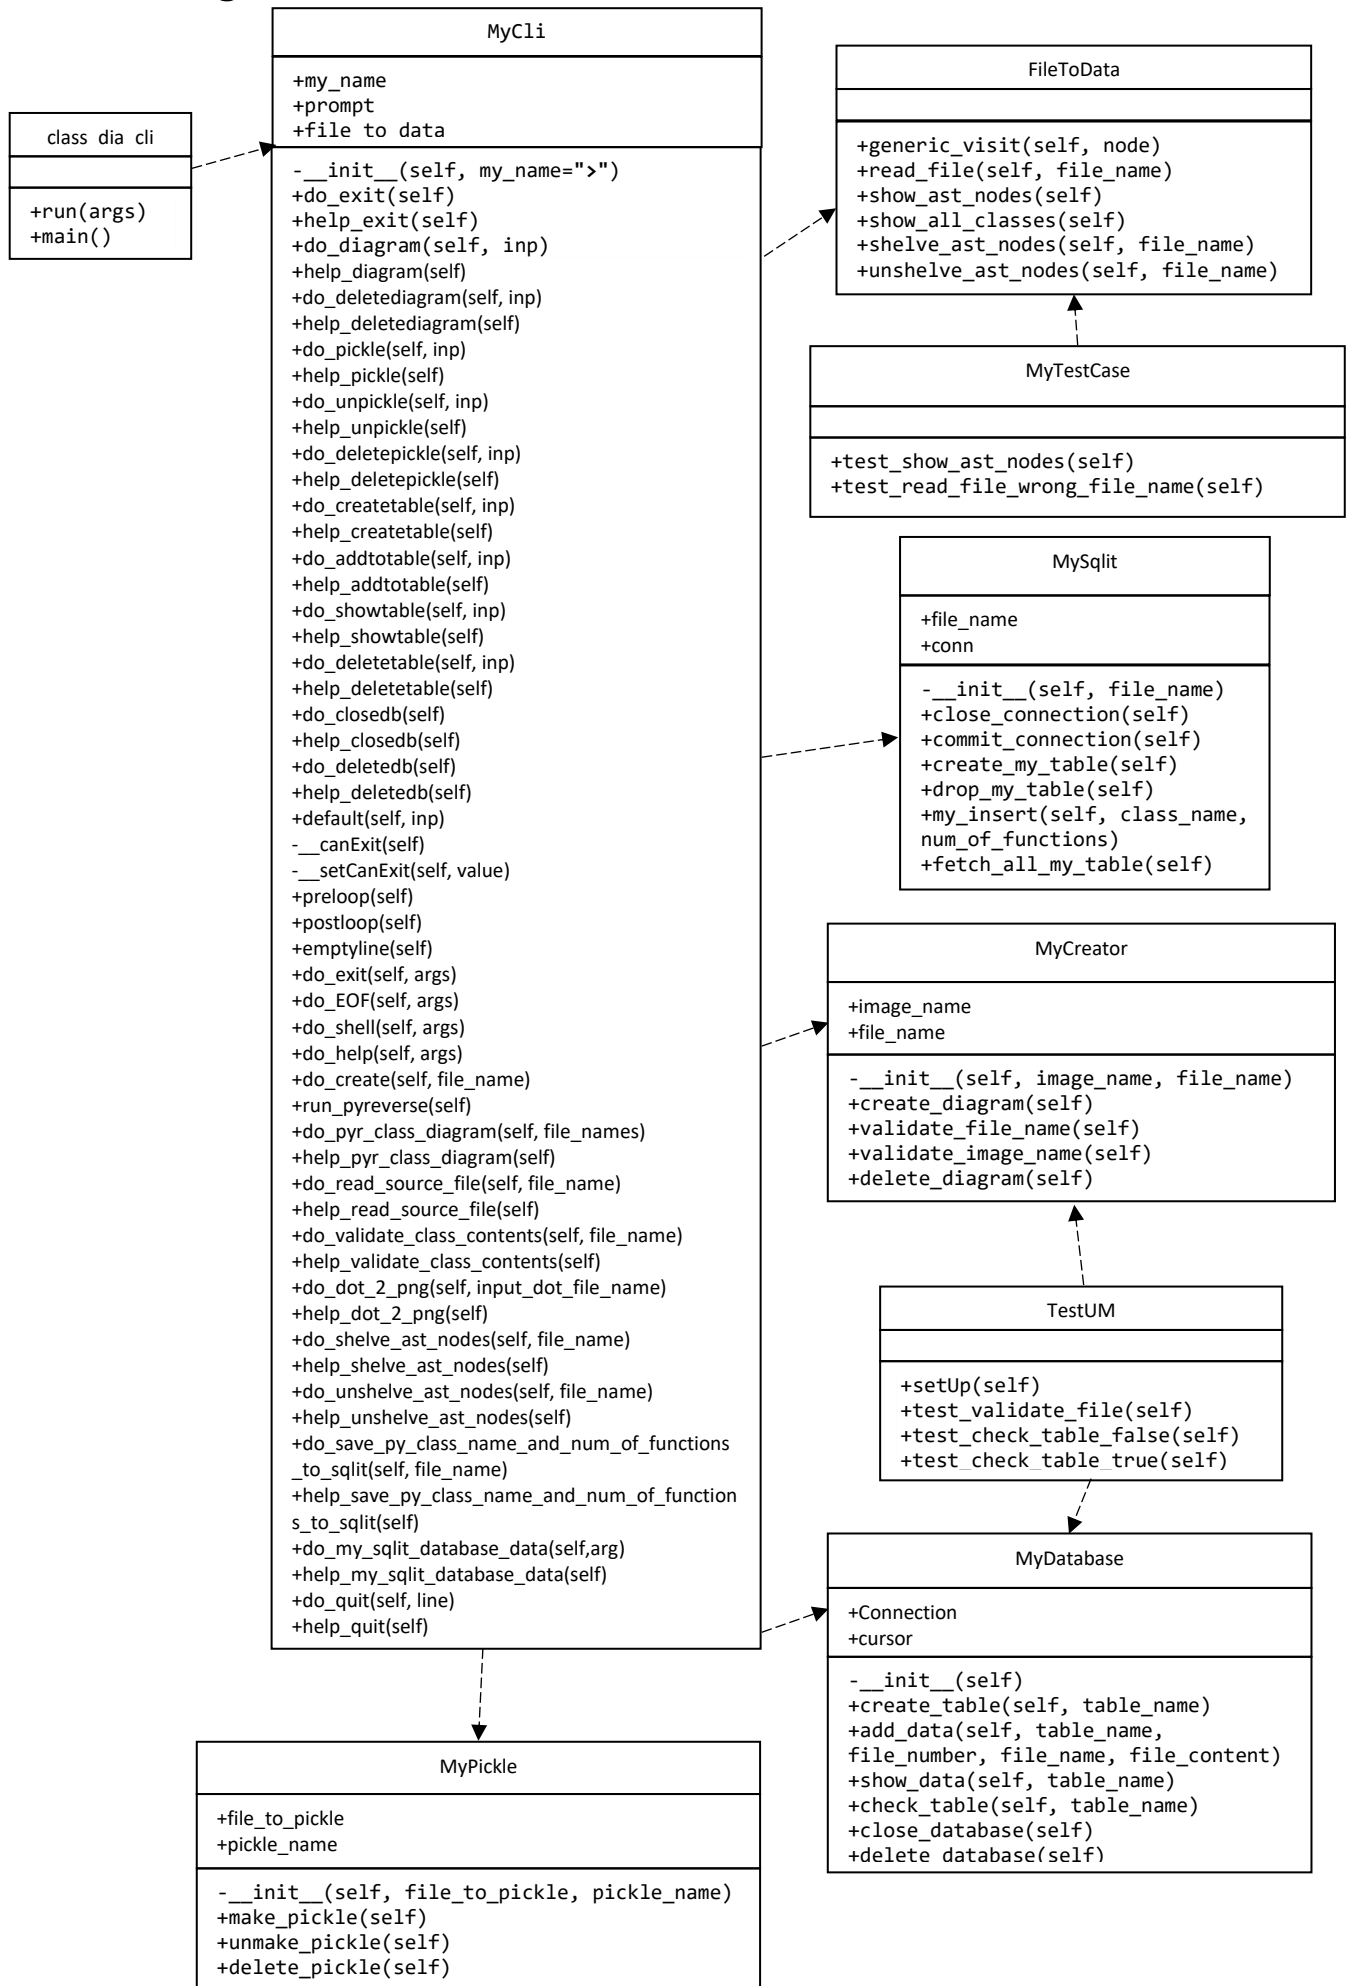 MyCli
+my_name
+prompt
+file to data
-__init__(self, my_name=">")
+do_exit(self)
+help_exit(self)
+do_diagram(self, inp)
+help_diagram(self)
+do_deletediagram(self, inp)
+help_deletediagram(self)
+do_pickle(self, inp)
+help_pickle(self)
+do_unpickle(self, inp)
+help_unpickle(self)
+do_deletepickle(self, inp)
+help_deletepickle(self)
+do_createtable(self, inp)
+help_createtable(self)
+do_addtotable(self, inp)
+help_addtotable(self)
+do_showtable(self, inp)
+help_showtable(self)
+do_deletetable(self, inp)
+help_deletetable(self)
+do_closedb(self)
+help_closedb(self)
+do_deletedb(self)
+help_deletedb(self)
+default(self, inp)
-__canExit(self)
-__setCanExit(self, value)
+preloop(self)
+postloop(self)
+emptyline(self)
+do_exit(self, args)
+do_EOF(self, args)
+do_shell(self, args)
+do_help(self, args)
+do_create(self, file_name)
+run_pyreverse(self)
+do_pyr_class_diagram(self, file_names)
+help_pyr_class_diagram(self)
+do_read_source_file(self, file_name)
+help_read_source_file(self)
+do_validate_class_contents(self, file_name)
+help_validate_class_contents(self)
+do_dot_2_png(self, input_dot_file_name)
+help_dot_2_png(self)
+do_shelve_ast_nodes(self, file_name)
+help_shelve_ast_nodes(self)
+do_unshelve_ast_nodes(self, file_name)
+help_unshelve_ast_nodes(self)
+do_save_py_class_name_and_num_of_functions
_to_sqlit(self, file_name)
+help_save_py_class_name_and_num_of_function
s_to_sqlit(self)
+do_my_sqlit_database_data(self,arg)
+help_my_sqlit_database_data(self)
+do_quit(self, line)
+help_quit(self)
class dia cli
+run(args)
+main()
FileToData
+generic_visit(self, node)
+read_file(self, file_name)
+show_ast_nodes(self)
+show_all_classes(self)
+shelve_ast_nodes(self, file_name)
+unshelve_ast_nodes(self, file_name)
MyTestCase
+test_show_ast_nodes(self)
+test_read_file_wrong_file_name(self)
MySqlit
+file_name
+conn
-__init__(self, file_name)
+close_connection(self)
+commit_connection(self)
+create_my_table(self)
+drop_my_table(self)
+my_insert(self, class_name,
num_of_functions)
+fetch_all_my_table(self)
MyCreator
+image_name
+file_name
-__init__(self, image_name, file_name)
+create_diagram(self)
+validate_file_name(self)
+validate_image_name(self)
+delete_diagram(self)
TestUM
+setUp(self)
+test_validate_file(self)
+test_check_table_false(self)
+test_check_table_true(self)
MyDatabase
+Connection
+cursor
-__init__(self)
+create_table(self, table_name)
+add_data(self, table_name,
file_number, file_name, file_content)
+show_data(self, table_name)
+check_table(self, table_name)
+close_database(self)
+delete database(self)
MyPickle
+file_to_pickle
+pickle_name
-__init__(self, file_to_pickle, pickle_name)
+make_pickle(self)
+unmake_pickle(self)
+delete_pickle(self)